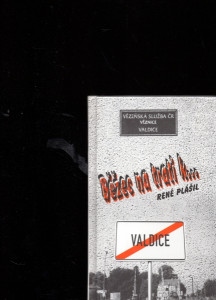 VĚZEŇSKÁ SLUŽBA ČR
VĚZNICE
VALDICE
Běžec na trati k...
RENÉ PLÁŠIL
VALDICE